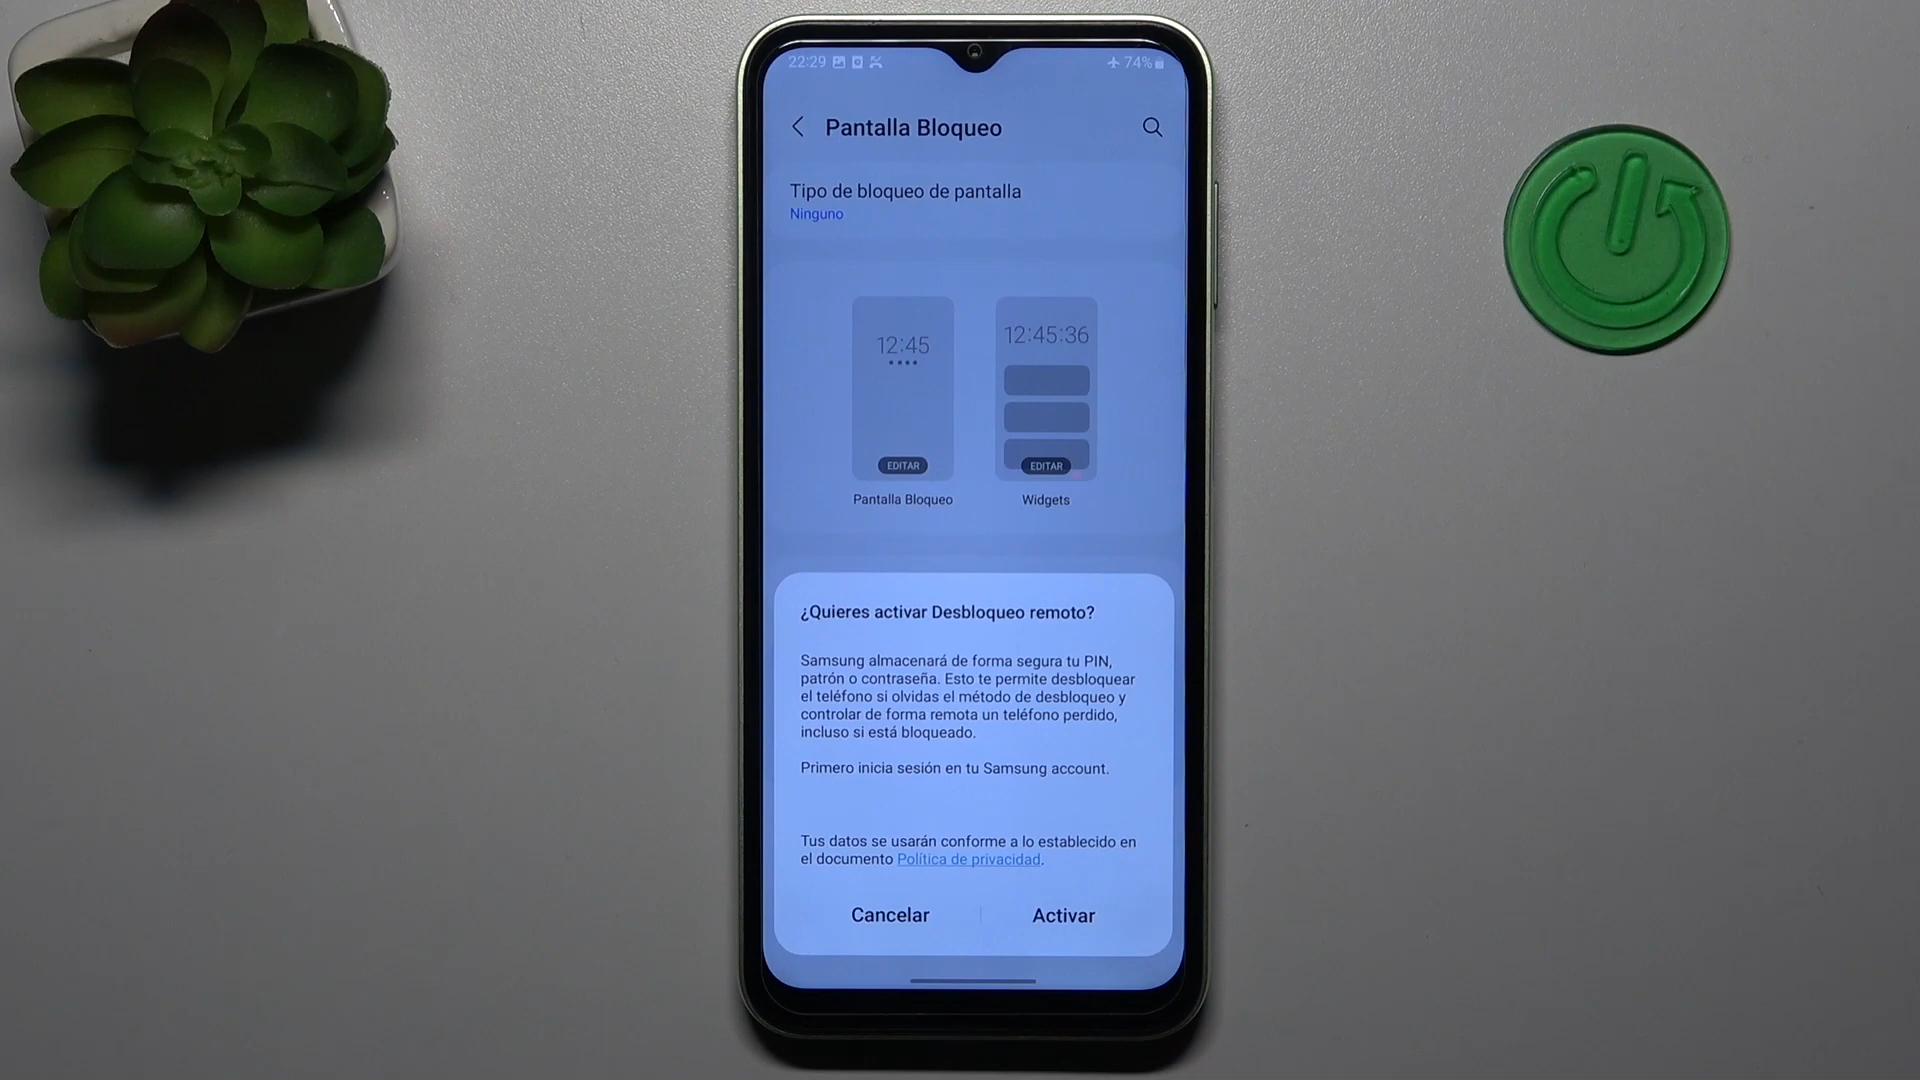 22:29 74%
Pantalla Bloqueo
Tipo de bloqueo de pantalla
Ninguno
12:45
12:45:36
EDITAR EDITAR
Pantalla Bloqueo Widgets
¿Quieres activar Desbloqueo remoto?
Samsung almacenará de forma segura tu PIN,
patrón o contraseña. Esto te permite desbloquear
el teléfono si olvidas el método de desbloqueo y
controlar de forma remota un teléfono perdido,
incluso si está bloqueado.
Primero inicia sesión en tu Samsung account.
Tus datos se usarán conforme a lo establecido en
el documento Política de privacidad.
Cancelar Activar